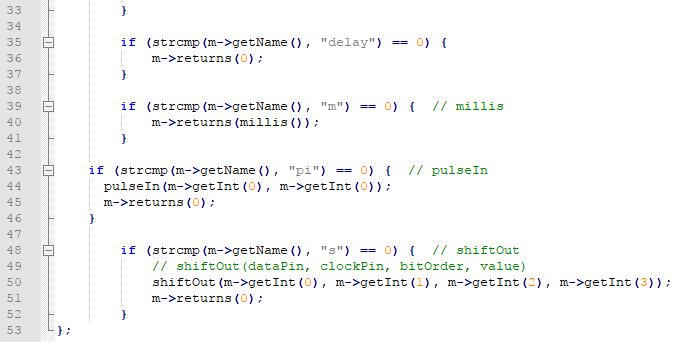 33 }
34
35 if (strcmp(m->getName(), "delay") == 0) {
36 m->returns(0);
37 }
38
39 if (strcmp(m->getName(), "m") == 0) { // millis
40 m->returns(millis());
41 }
42
43 if (strcmp(m->getName(), "pi") == 0) { // pulseIn
44 pulseIn(m->getInt(0), m->getInt(0));
45 m->returns(0);
46 }
47
48 if (strcmp(m->getName(), "s") == 0) { // shiftOut
49 // shiftOut(dataPin, clockPin, bitOrder, value)
50 shiftOut(m->getInt(0), m->getInt(1), m->getInt(2), m->getInt(3));
51 m->returns(0);
52 }
53 };